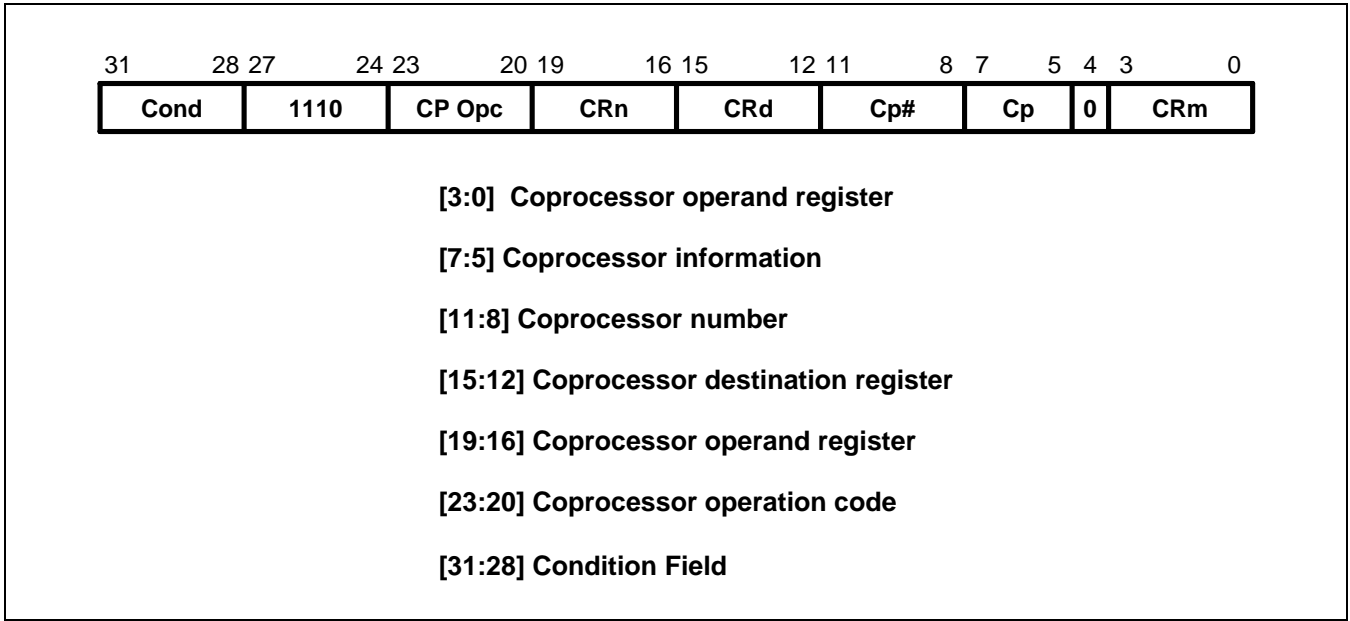 31 28 27 24 23 20 19 16 15 12 11 8 7 5 4 3 0
Cond 1110 CP Opc CRn CRd Cp# Cp 0 CRm
[3:0] Coprocessor operand register
[7:5] Coprocessor information
[11:8] Coprocessor number
[15:12] Coprocessor destination register
[19:16] Coprocessor operand register
[23:20] Coprocessor operation code
[31:28] Condition Field